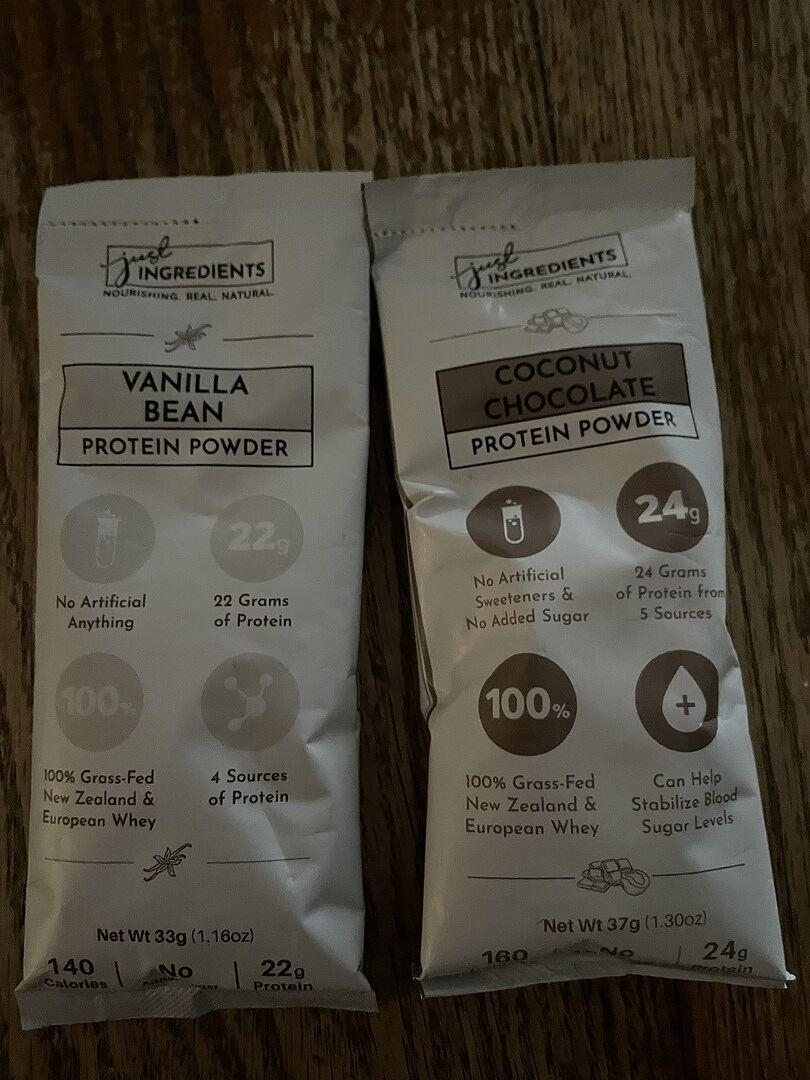 just
INGREDIENTS
NOURISHING. REAL. NATURAL.
VANILLA
BEAN
PROTEIN POWDER
22g
No Artificial
Anything
22 Grams
of Protein
100%
100% Grass-Fed
New Zealand &
European Whey
4 Sources
of Protein
Net Wt 33g (1.16oz)
140
Calories
No
22g
Protein
just
INGREDIENTS
NOURISHING. REAL. NATURAL.
COCONUT
CHOCOLATE
PROTEIN POWDER
24g
No Artificial
Sweeteners &
No Added Sugar
24 Grams
of Protein from
5 Sources
100%
100% Grass-Fed
New Zealand &
European Whey
Can Help
Stabilize Blood
Sugar Levels
Net Wt 37g (1.30oz)
160
No
24g
Protein